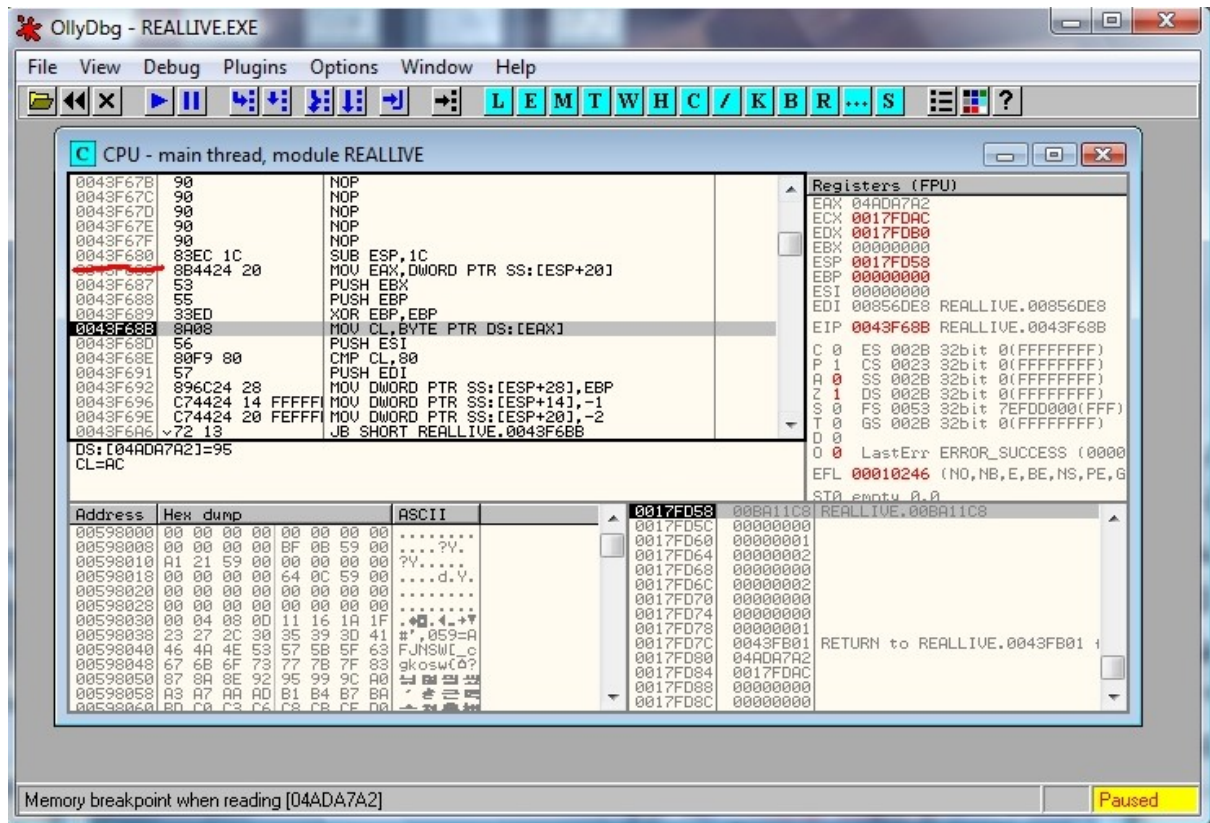 OllyDbg - REALLIVE.EXE
File View Debug Plugins Options Window Help
L E M T W H C / K B R ... S ?
C CPU - main thread, module REALLIVE
0043F67B 90 NOP
0043F67C 90 NOP
0043F67D 90 NOP
0043F67E 90 NOP
0043F67F 90 NOP
0043F680 83EC 1C SUB ESP,1C
8B4424 20 MOV EAX,DWORD PTR SS:[ESP+20]
0043F687 53 PUSH EBX
0043F688 55 PUSH EBP
0043F689 33ED XOR EBP,EBP
0043F68B 8A08 MOV CL,BYTE PTR DS:[EAX]
0043F68D 56 PUSH ESI
0043F68E 80F9 80 CMP CL,80
0043F691 57 PUSH EDI
0043F692 896C24 28 MOV DWORD PTR SS:[ESP+28],EBP
0043F696 C74424 14 FFFFF MOV DWORD PTR SS:[ESP+14],-1
0043F69E C74424 20 FEFFF MOV DWORD PTR SS:[ESP+20],-2
0043F6A6 72 13 JB SHORT REALLIVE.0043F6BB
DS:[04ADA7A2]=95
CL=AC
Registers (FPU)
EAX 04ADA7A2
ECX 0017FDAC
EDX 0017FDB0
EBX 00000000
ESP 0017FD58
EBP 00000000
ESI 00000000
EDI 00856DE8 REALLIVE.00856DE8
EIP 0043F68B REALLIVE.0043F68B
C 0 ES 002B 32bit 0(FFFFFFFF)
P 1 CS 0023 32bit 0(FFFFFFFF)
A 0 SS 002B 32bit 0(FFFFFFFF)
Z 1 DS 002B 32bit 0(FFFFFFFF)
S 0 FS 0053 32bit 7EFDD000(FFF)
T 0 GS 002B 32bit 0(FFFFFFFF)
D 0
O 0 LastErr ERROR_SUCCESS (0000
EFL 00010246 (NO,NB,E,BE,NS,PE,G
ST0 empty 0.0
Address Hex dump ASCII
00598000 00 00 00 00 00 00 00 00 ........
00598008 00 00 00 00 BF 0B 59 00 ....?Y.
00598010 A1 21 59 00 00 00 00 00 ?Y.....
00598018 00 00 00 00 64 0C 59 00 ....d.Y.
00598020 00 00 00 00 00 00 00 00 ........
00598028 00 00 00 00 00 00 00 00 ........
00598030 00 04 08 0D 11 16 1A 1F
00598038 23 27 2C 30 35 39 3D 41 #',059=A
00598040 46 4A 4E 53 57 5B 5F 63 FJNSW[_c
00598048 67 6B 6F 73 77 7B 7F 83 gkosw{⌂?
00598050 87 8A 8E 92 95 99 9C A0
00598058 A3 A7 AA AD B1 B4 B7 BA
00598060 BD C0 C3 C6 C8 CB CE D0
0017FD58 00BA11C8 REALLIVE.00BA11C8
0017FD5C 00000000
0017FD60 00000001
0017FD64 00000002
0017FD68 00000000
0017FD6C 00000002
0017FD70 00000000
0017FD74 00000000
0017FD78 00000001
0017FD7C 0043FB01 RETURN to REALLIVE.0043FB01
0017FD80 04ADA7A2
0017FD84 0017FDAC
0017FD88 00000000
0017FD8C 00000000
Memory breakpoint when reading [04ADA7A2] Paused